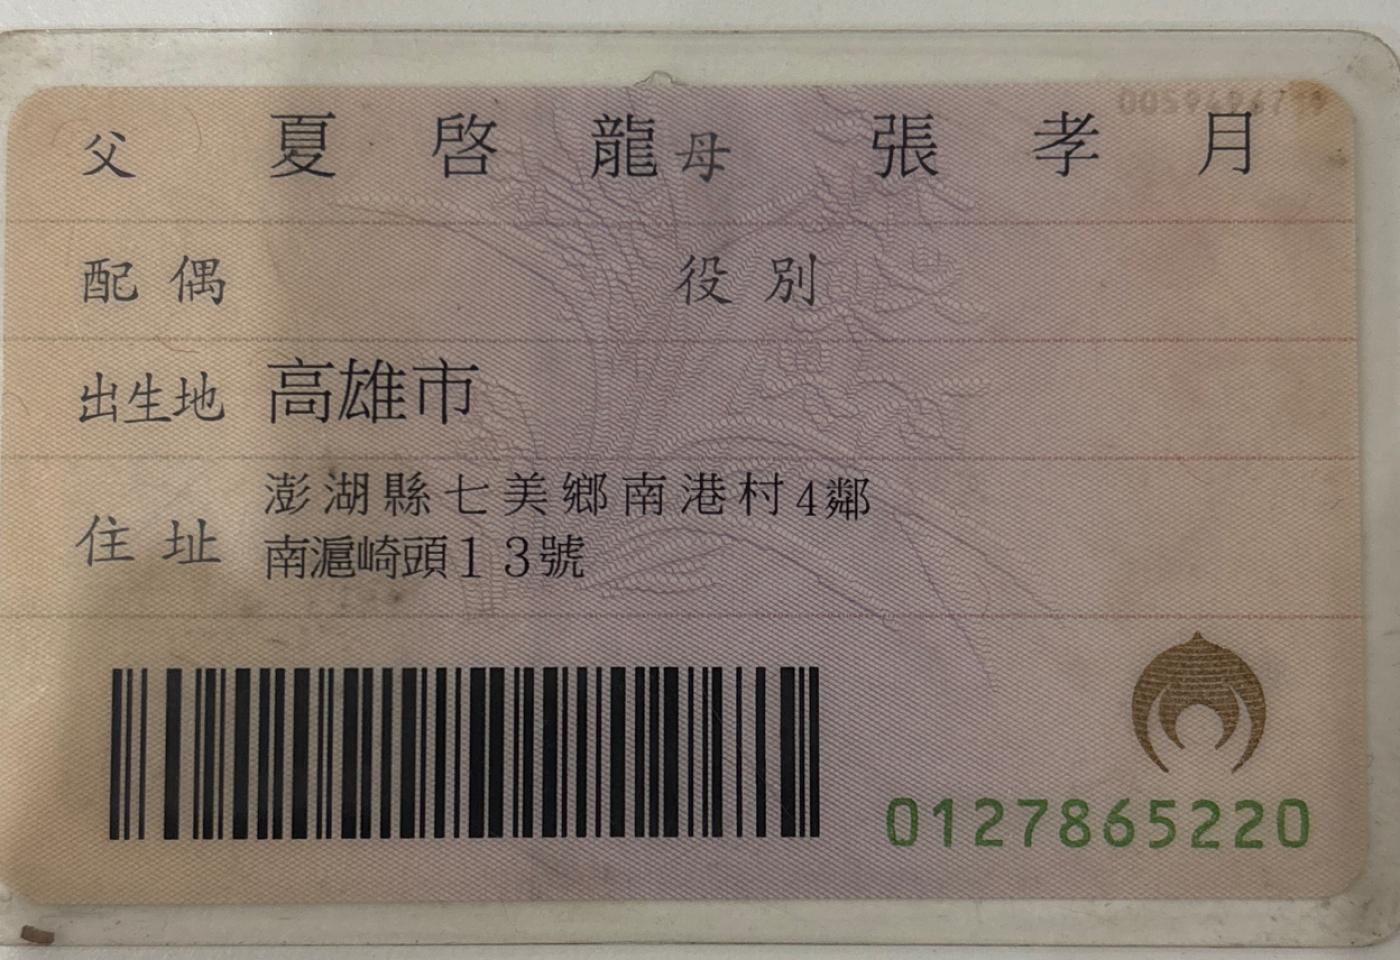 父 夏 啓 龍 母 張 孝 月
配偶 役別
出生地 高雄市
住址 澎湖縣七美鄉南港村4鄰
南滬崎頭13號
0127865220